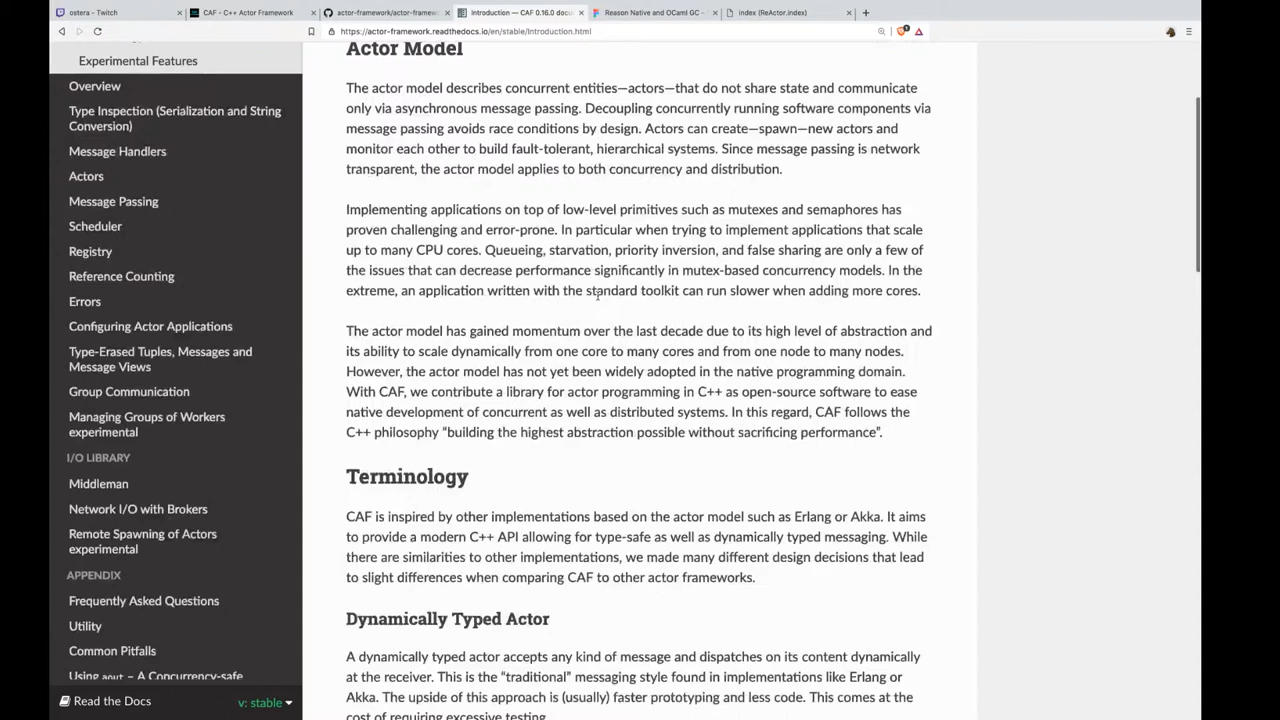 ostera - Twitch
CAF - C++ Actor Framework
actor-framework/actor-framewo
Introduction — CAF 0.16.0 docu
Reason Native and OCaml GC –
index (ReActor.index)
https://actor-framework.readthedocs.io/en/stable/Introduction.html
Experimental Features
Overview
Type Inspection (Serialization and String
Conversion)
Message Handlers
Actors
Message Passing
Scheduler
Registry
Reference Counting
Errors
Configuring Actor Applications
Type-Erased Tuples, Messages and
Message Views
Group Communication
Managing Groups of Workers
experimental
I/O LIBRARY
Middleman
Network I/O with Brokers
Remote Spawning of Actors
experimental
APPENDIX
Frequently Asked Questions
Utility
Common Pitfalls
Using aout – A Concurrency-safe
Read the Docs
v: stable
Actor Model
The actor model describes concurrent entities—actors—that do not share state and communicate
only via asynchronous message passing. Decoupling concurrently running software components via
message passing avoids race conditions by design. Actors can create—spawn—new actors and
monitor each other to build fault-tolerant, hierarchical systems. Since message passing is network
transparent, the actor model applies to both concurrency and distribution.
Implementing applications on top of low-level primitives such as mutexes and semaphores has
proven challenging and error-prone. In particular when trying to implement applications that scale
up to many CPU cores. Queueing, starvation, priority inversion, and false sharing are only a few of
the issues that can decrease performance significantly in mutex-based concurrency models. In the
extreme, an application written with the standard toolkit can run slower when adding more cores.
The actor model has gained momentum over the last decade due to its high level of abstraction and
its ability to scale dynamically from one core to many cores and from one node to many nodes.
However, the actor model has not yet been widely adopted in the native programming domain.
With CAF, we contribute a library for actor programming in C++ as open-source software to ease
native development of concurrent as well as distributed systems. In this regard, CAF follows the
C++ philosophy “building the highest abstraction possible without sacrificing performance”.
Terminology
CAF is inspired by other implementations based on the actor model such as Erlang or Akka. It aims
to provide a modern C++ API allowing for type-safe as well as dynamically typed messaging. While
there are similarities to other implementations, we made many different design decisions that lead
to slight differences when comparing CAF to other actor frameworks.
Dynamically Typed Actor
A dynamically typed actor accepts any kind of message and dispatches on its content dynamically
at the receiver. This is the “traditional” messaging style found in implementations like Erlang or
Akka. The upside of this approach is (usually) faster prototyping and less code. This comes at the
cost of requiring excessive testing.